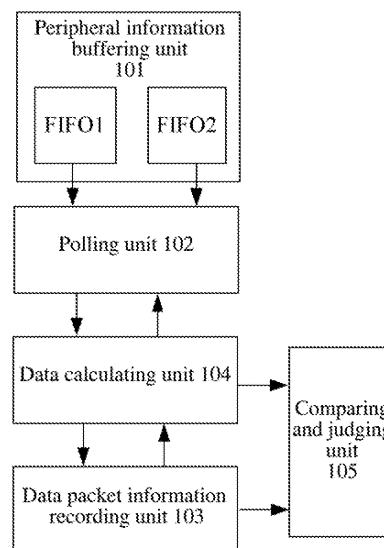 Peripheral information
buffering unit
101
FIFO1
FIFO2
Polling unit 102
Data calculating unit 104
Comparing
and judging
unit
105
Data packet information
recording unit 103